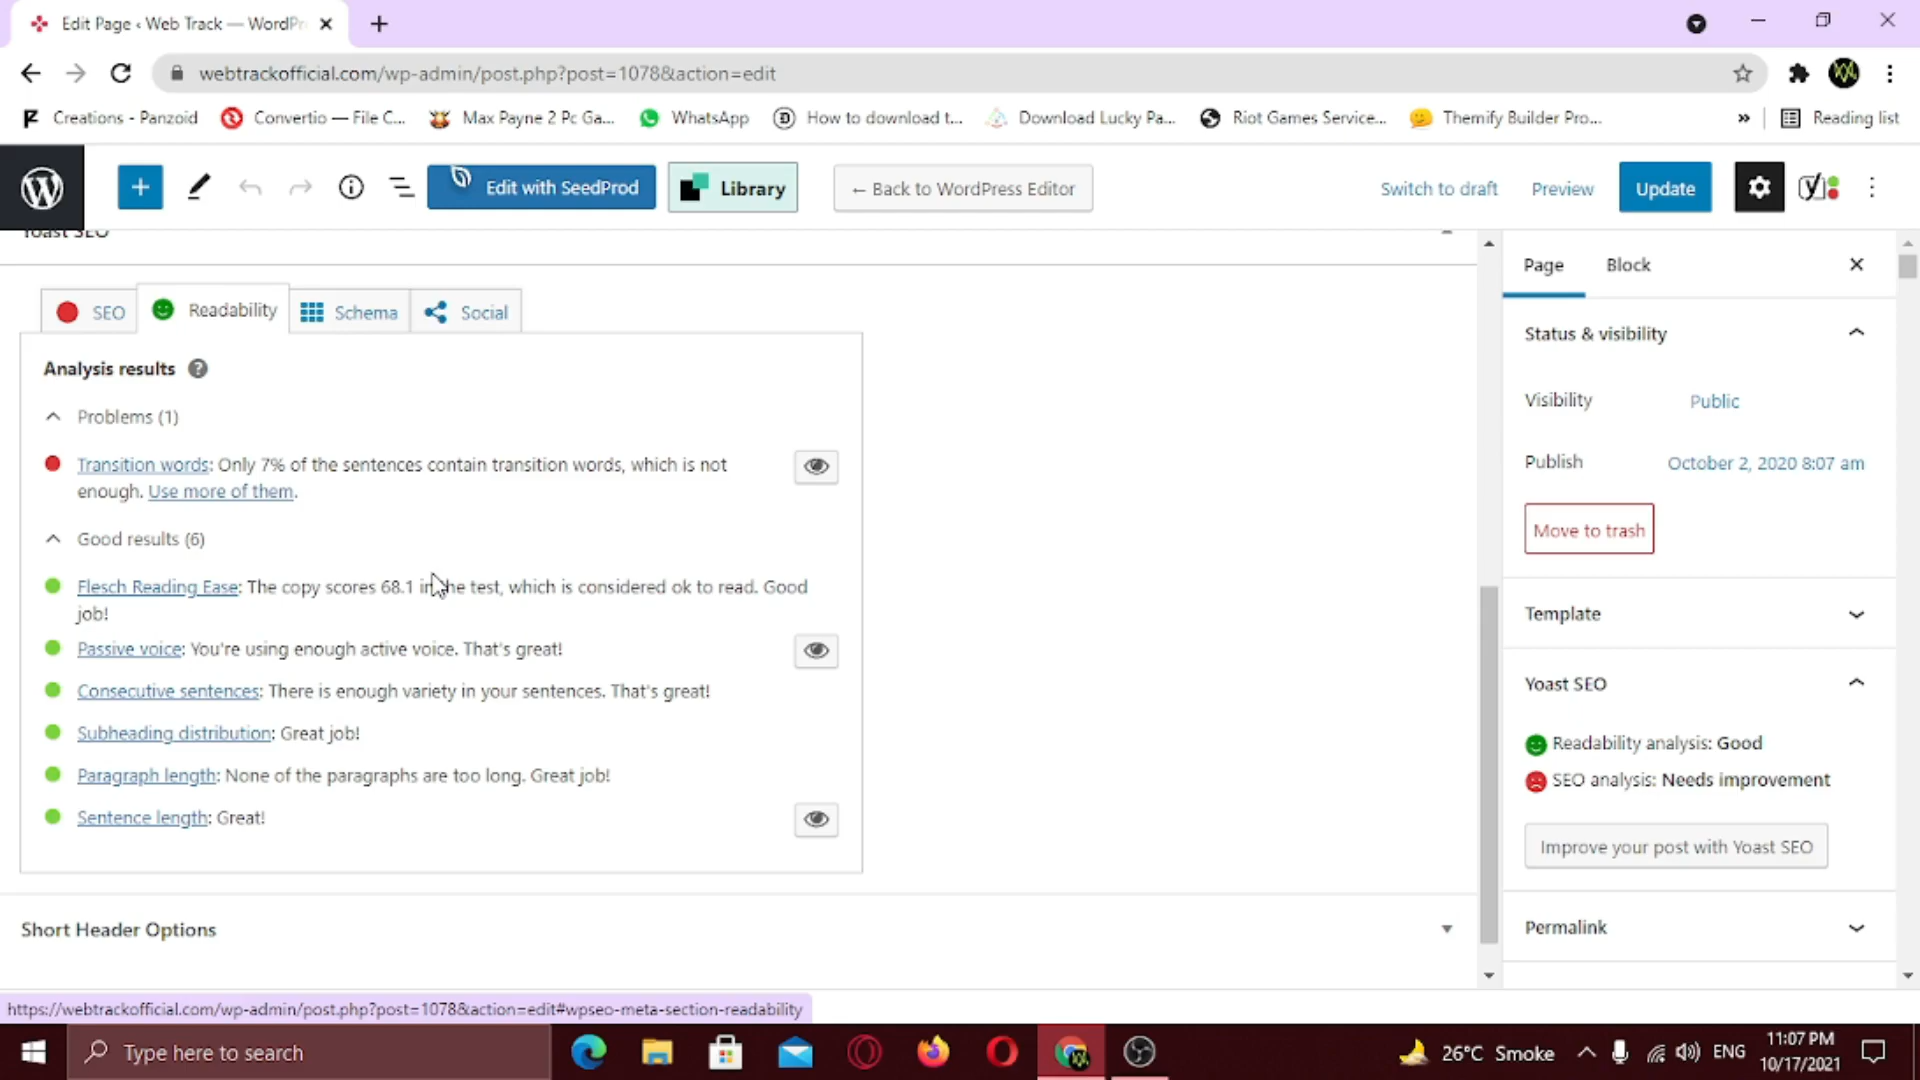 Edit Page ‹ Web Track — WordPr
webtrackofficial.com/wp-admin/post.php?post=1078&action=edit
Creations - Panzoid
Convertio — File C...
Max Payne 2 Pc Ga...
WhatsApp
How to download t...
Download Lucky Pa...
Riot Games Service...
Themify Builder Pro...
»
Reading list
Edit with SeedProd
Library
← Back to WordPress Editor
Switch to draft
Preview
Update
Yoast SEO
SEO
Readability
Schema
Social
Analysis results
Problems (1)
Transition words: Only 7% of the sentences contain transition words, which is not
enough. Use more of them.
Good results (6)
Flesch Reading Ease: The copy scores 68.1 in the test, which is considered ok to read. Good
job!
Passive voice: You're using enough active voice. That's great!
Consecutive sentences: There is enough variety in your sentences. That's great!
Subheading distribution: Great job!
Paragraph length: None of the paragraphs are too long. Great job!
Sentence length: Great!
Short Header Options
Page
Block
Status & visibility
Visibility
Public
Publish
October 2, 2020 8:07 am
Move to trash
Template
Yoast SEO
Readability analysis: Good
SEO analysis: Needs improvement
Improve your post with Yoast SEO
Permalink
https://webtrackofficial.com/wp-admin/post.php?post=1078&action=edit#wpseo-meta-section-readability
Type here to search
26°C Smoke
ENG
11:07 PM
10/17/2021